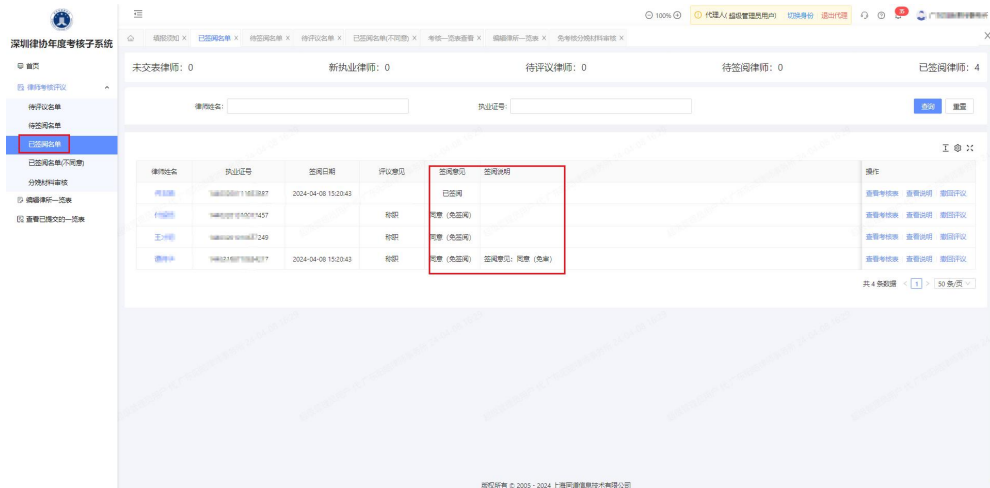 100%
代理人(超级管理员用户) 切换身份 退出代理
深圳律协年度考核子系统
填报须知 × 已签阅名单 × 待签阅名单 × 待评议名单 × 已签阅名单(不同意) × 考核一览表查看 × 编辑律所一览表 × 免考核分类材料审核 ×
首页
律师考核评议
待评议名单
待签阅名单
已签阅名单
已签阅名单(不同意)
编辑律所一览表
查看已提交的一览表
未交表律师: 0 新执业律师: 0 待评议律师: 0 待签阅律师: 0 已签阅律师: 4
律师姓名: 执业证号: 查询 重置
律师姓名 执业证号 签阅日期 评议意见 签阅意见 签阅说明 操作
2024-04-08 15:20:43 已签阅 查看考核表 查看说明 撤回评议
称职 同意(免签阅) 查看考核表 查看说明 撤回评议
称职 同意(免签阅) 查看考核表 查看说明 撤回评议
2024-04-08 15:20:43 称职 同意(免签阅) 签阅意见:同意(免审) 查看考核表 查看说明 撤回评议
共 4 条数据 < 1 > 50 条/页
版权所有 © 2005 - 2024 上海同道信息技术有限公司